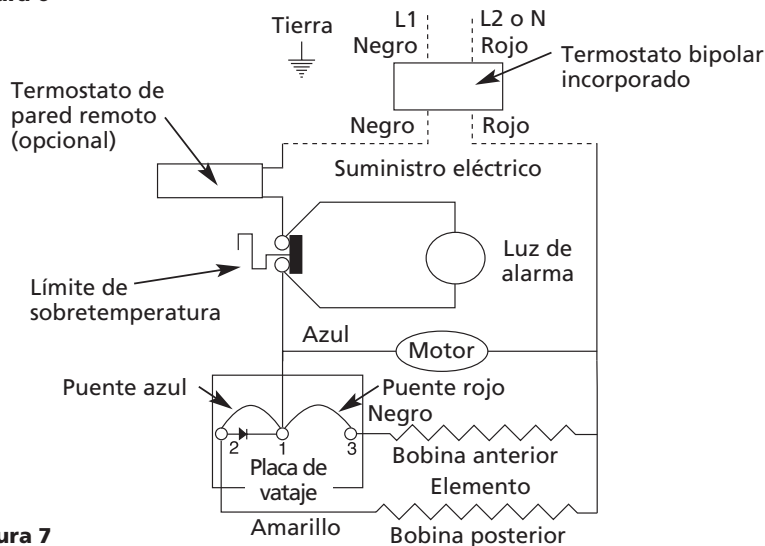 Tierra
L1
L2 o N
Negro
Rojo
Termostato bipolar
incorporado
Termostato de
pared remoto
(opcional)
Negro
Rojo
Suministro eléctrico
Límite de
sobretemperatura
Luz de
alarma
Azul
Motor
Puente azul
Puente rojo
Negro
2
1
3
Placa de
vataje
Bobina anterior
Elemento
Amarillo
Bobina posterior
ura 7